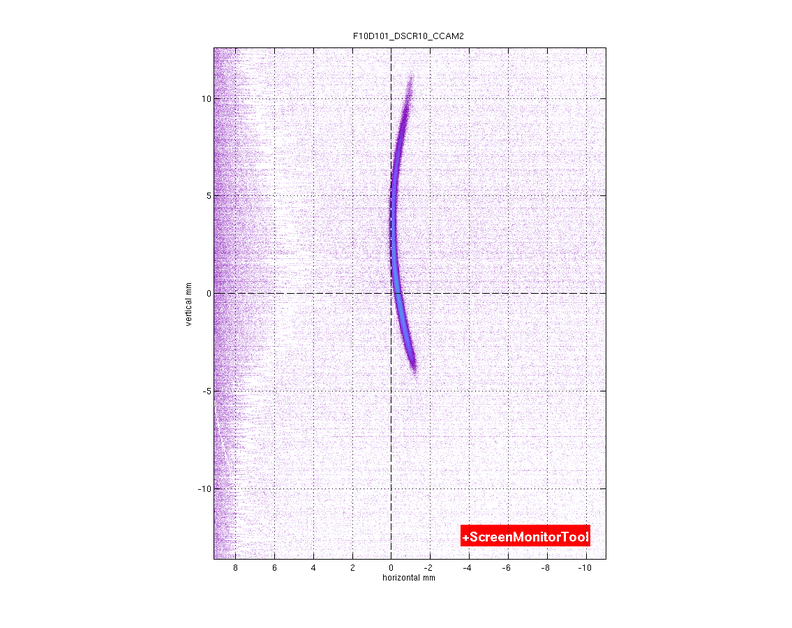 F10D101_DSCR10_CCAM2
10
5
0
-5
-10
vertical mm
+ScreenMonitorTool
8 6 4 2 0 -2 -4 -6 -8 -10
horizontal mm